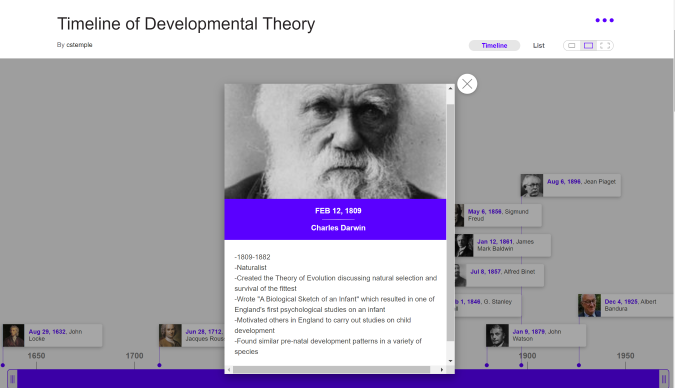 Timeline of Developmental Theory
By cstemple
Timeline
List
FEB 12, 1809
Charles Darwin
-1809-1882
-Naturalist
-Created the Theory of Evolution discussing natural selection and
survival of the fittest
-Wrote "A Biological Sketch of an Infant" which resulted in one of
England's first psychological studies on an infant
-Motivated others in England to carry out studies on child
development
-Found similar pre-natal development patterns in a variety of
species
Aug 6, 1896, Jean Piaget
May 6, 1856, Sigmund
Freud
Jan 12, 1861, James
Mark Baldwin
Jul 8, 1857, Alfred Binet
1, 1846, G. Stanley
Dec 4, 1925, Albert
Bandura
Aug 29, 1632, John
Locke
Jun 28, 1712,
Jacques
Jan 9, 1879, John
Watson
1650
1700
1900
1950